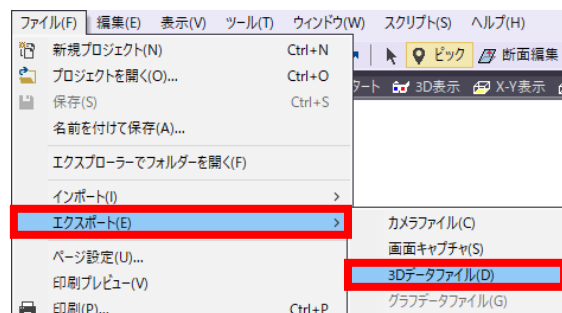 ファイル(F) 編集(E) 表示(V) ツール(T) ウィンドウ(W) スクリプト(S) ヘルプ(H)
新規プロジェクト(N) Ctrl+N
ピック 断面編集
プロジェクトを開く(O)... Ctrl+O
3D表示 X-Y表示
保存(S) Ctrl+S
名前を付けて保存(A)...
エクスプローラーでフォルダーを開く(F)
インポート(I)
エクスポート(E)
カメラファイル(C)
画面キャプチャ(S)
ページ設定(U)...
3Dデータファイル(D)
印刷プレビュー(V)
グラフデータファイル(G)
印刷(P)... Ctrl+P